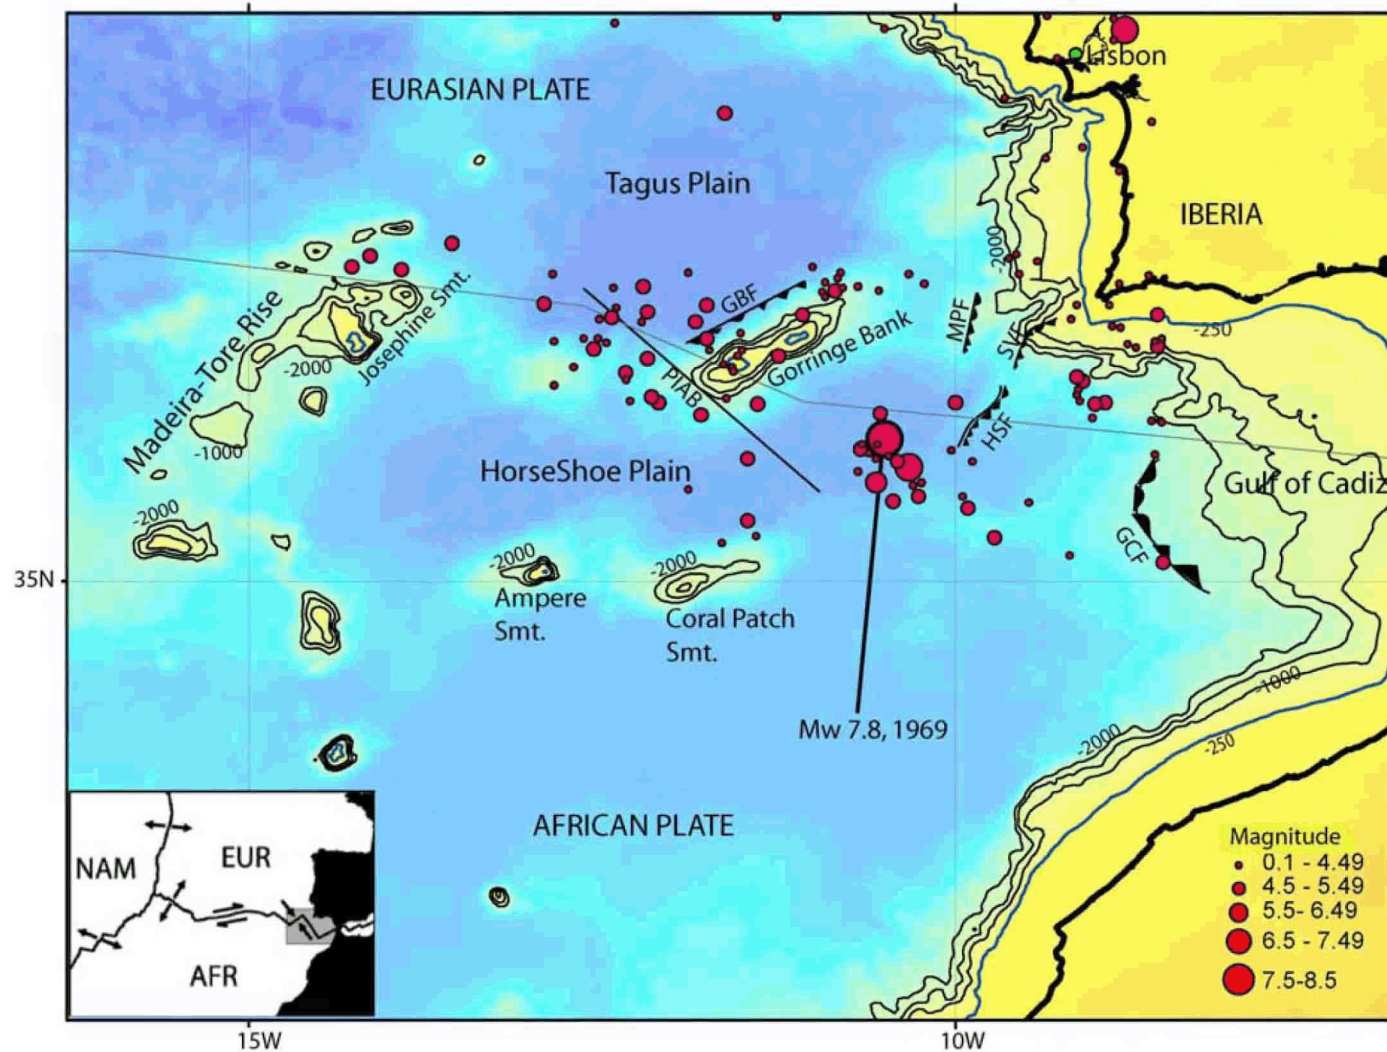 EURASIAN PLATE
Lisbon
Tagus Plain
IBERIA
-2000
GBF
Madeira-Tore Rise
Josephine Smt.
-2000
Gorringe Bank
MPF
-250
PIAB
HSF
-1000
HorseShoe Plain
Gulf of Cadiz
-2000
GCF
35N
-2000
-2000
Ampere
Smt.
Coral Patch
Smt.
-1000
Mw 7.8, 1969
-2000
-250
AFRICAN PLATE
Magnitude
0.1 - 4.49
4.5 - 5.49
5.5- 6.49
6.5 - 7.49
7.5-8.5
NAM
EUR
AFR
15W
10W